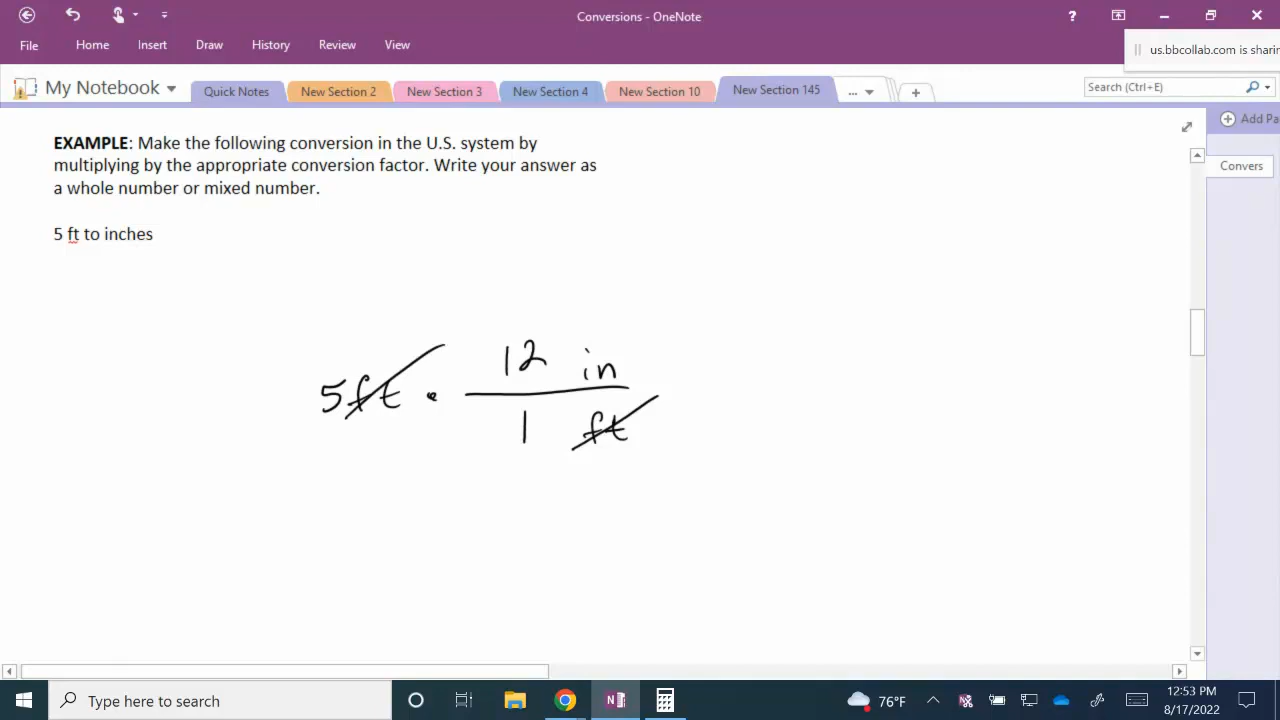 Conversions - OneNote
?
File Home Insert Draw History Review View
us.bbcollab.com is sharin
My Notebook Quick Notes New Section 2 New Section 3 New Section 4 New Section 10 New Section 145 ... + Search (Ctrl+E)
Add Pa
Convers
EXAMPLE: Make the following conversion in the U.S. system by
multiplying by the appropriate conversion factor. Write your answer as
a whole number or mixed number.
5 ft to inches
12 in
5 ft •
1 ft
Type here to search 76°F 12:53 PM
8/17/2022